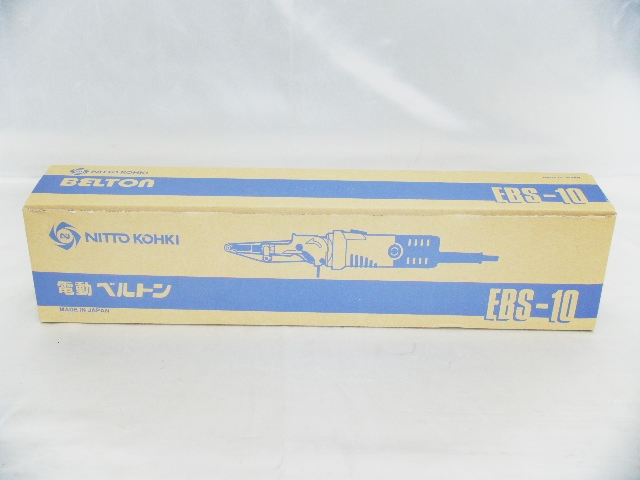 NITTO KOHKI
BELTON
EBS-10
NITTO KOHKI
電動 ベルトン
MADE IN JAPAN
EBS-10